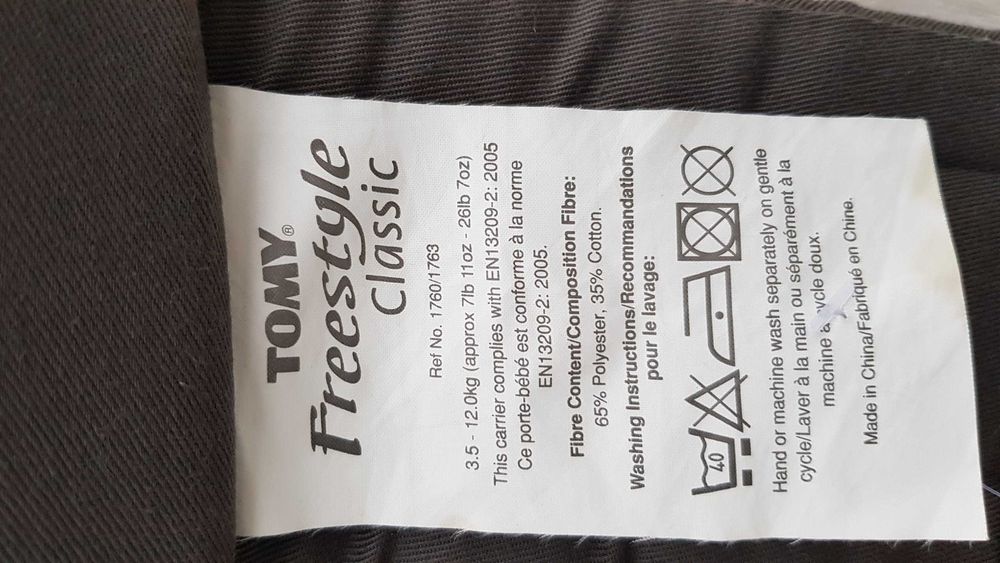 TOMY®
Freestyle
Classic
Ref No. 1760/1763
3.5 - 12.0kg (approx 7lb 11oz - 26lb 7oz)
This carrier complies with EN13209-2: 2005
Ce porte-bébé est conforme à la norme
EN13209-2: 2005.
Fibre Content/Composition Fibre:
65% Polyester, 35% Cotton.
Washing Instructions/Recommandations
pour le lavage:
40
Hand or machine wash separately on gentle
cycle/Laver à la main ou séparément à la
machine à cycle doux.
Made in China/Fabriqué en Chine.